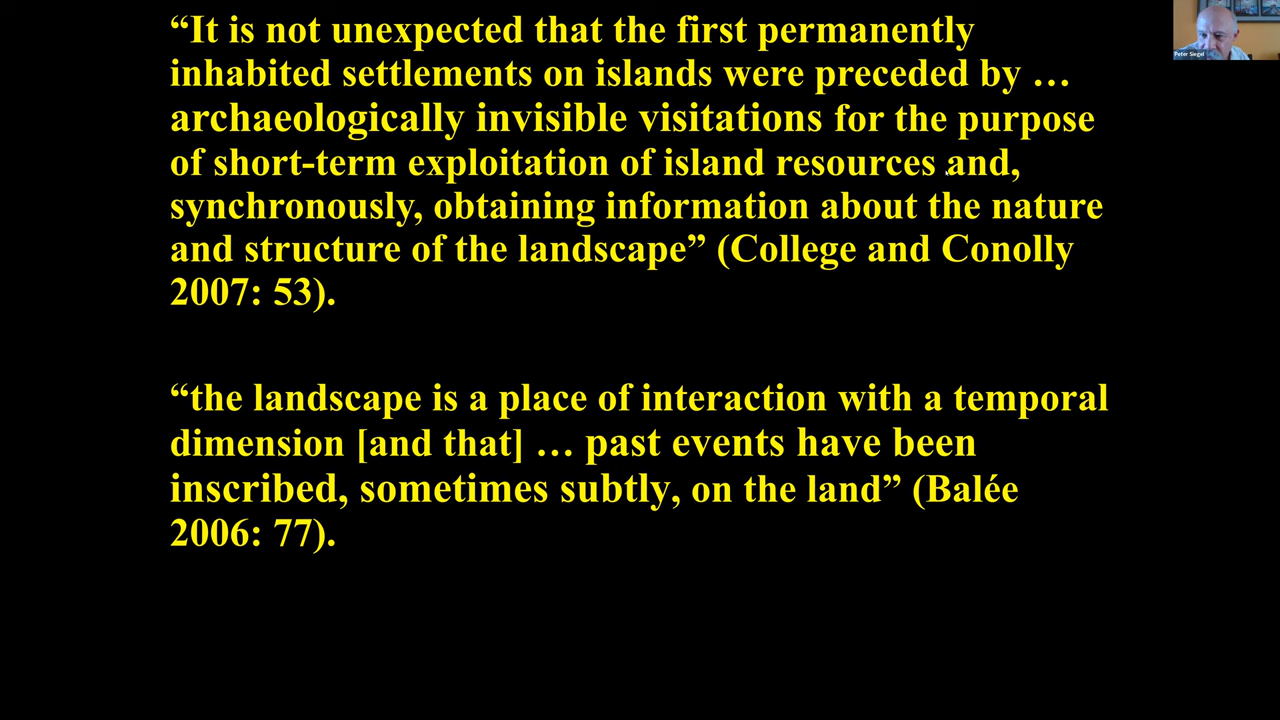 “It is not unexpected that the first permanently
inhabited settlements on islands were preceded by …
archaeologically invisible visitations for the purpose
of short-term exploitation of island resources and,
synchronously, obtaining information about the nature
and structure of the landscape” (College and Conolly
2007: 53).
“the landscape is a place of interaction with a temporal
dimension [and that] … past events have been
inscribed, sometimes subtly, on the land” (Balée
2006: 77).
Peter Siegel